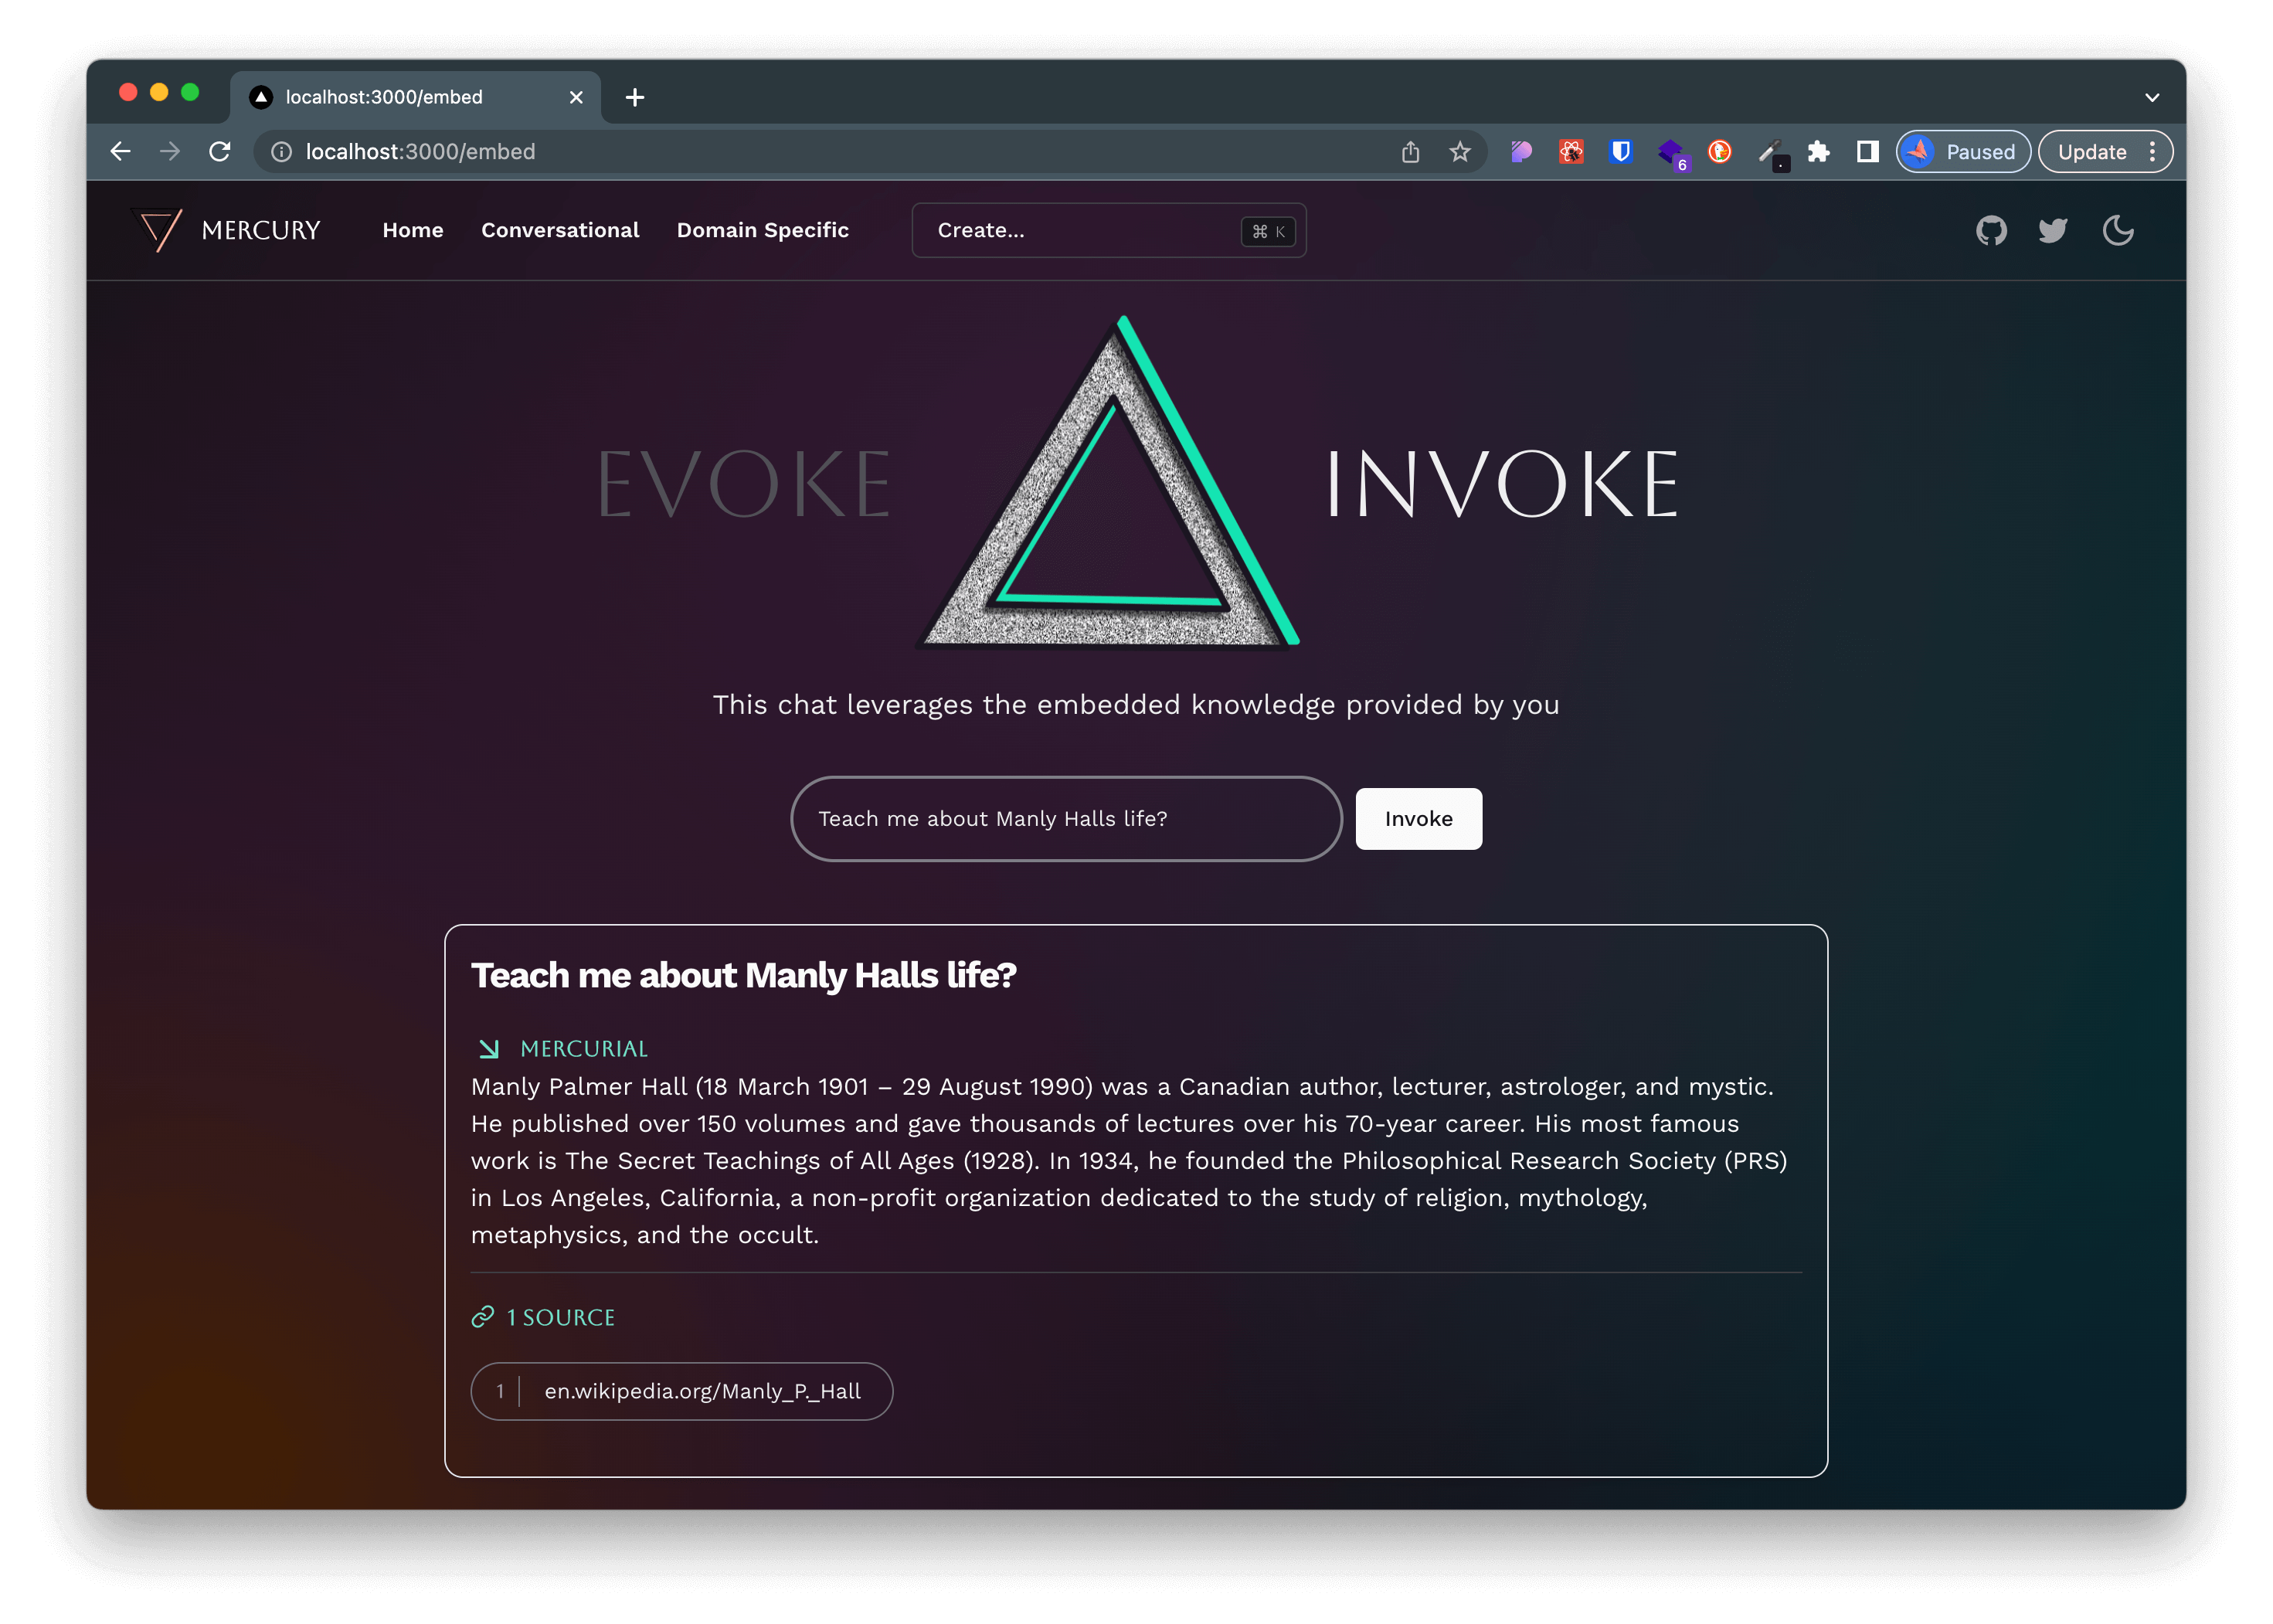 localhost:3000/embed
localhost:3000/embed
6
Paused
Update
MERCURY
Home
Conversational
Domain Specific
Create...
⌘ K
EVOKE
INVOKE
This chat leverages the embedded knowledge provided by you
Teach me about Manly Halls life?
Invoke
Teach me about Manly Halls life?
MERCURIAL
Manly Palmer Hall (18 March 1901 – 29 August 1990) was a Canadian author, lecturer, astrologer, and mystic.
He published over 150 volumes and gave thousands of lectures over his 70-year career. His most famous
work is The Secret Teachings of All Ages (1928). In 1934, he founded the Philosophical Research Society (PRS)
in Los Angeles, California, a non-profit organization dedicated to the study of religion, mythology,
metaphysics, and the occult.
1 SOURCE
1
en.wikipedia.org/Manly_P._Hall